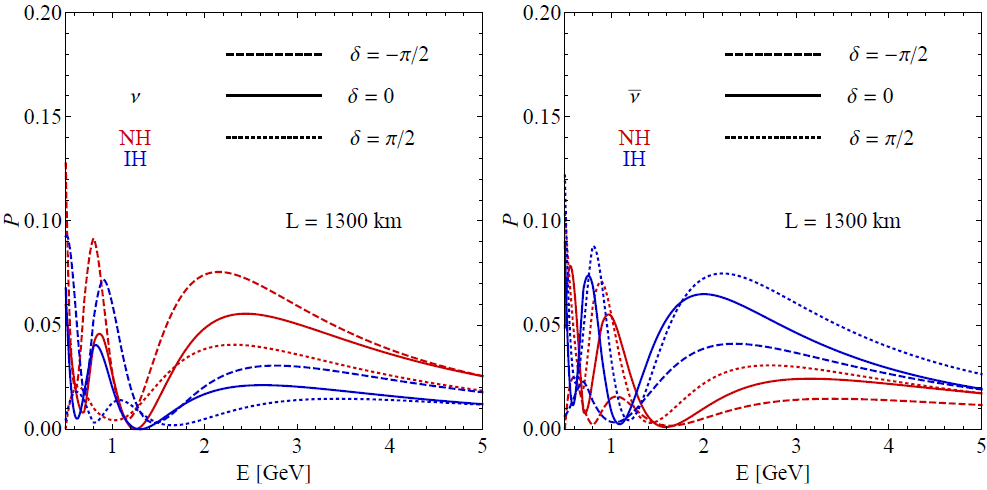 0.20
0.15
0.10
0.05
0.00
P
δ = −π/2
δ = 0
δ = π/2
ν
NH
IH
L = 1300 km
1 2 3 4 5
E [GeV]
0.20
0.15
0.10
0.05
0.00
P
δ = −π/2
δ = 0
δ = π/2
ν̅
NH
IH
L = 1300 km
1 2 3 4 5
E [GeV]